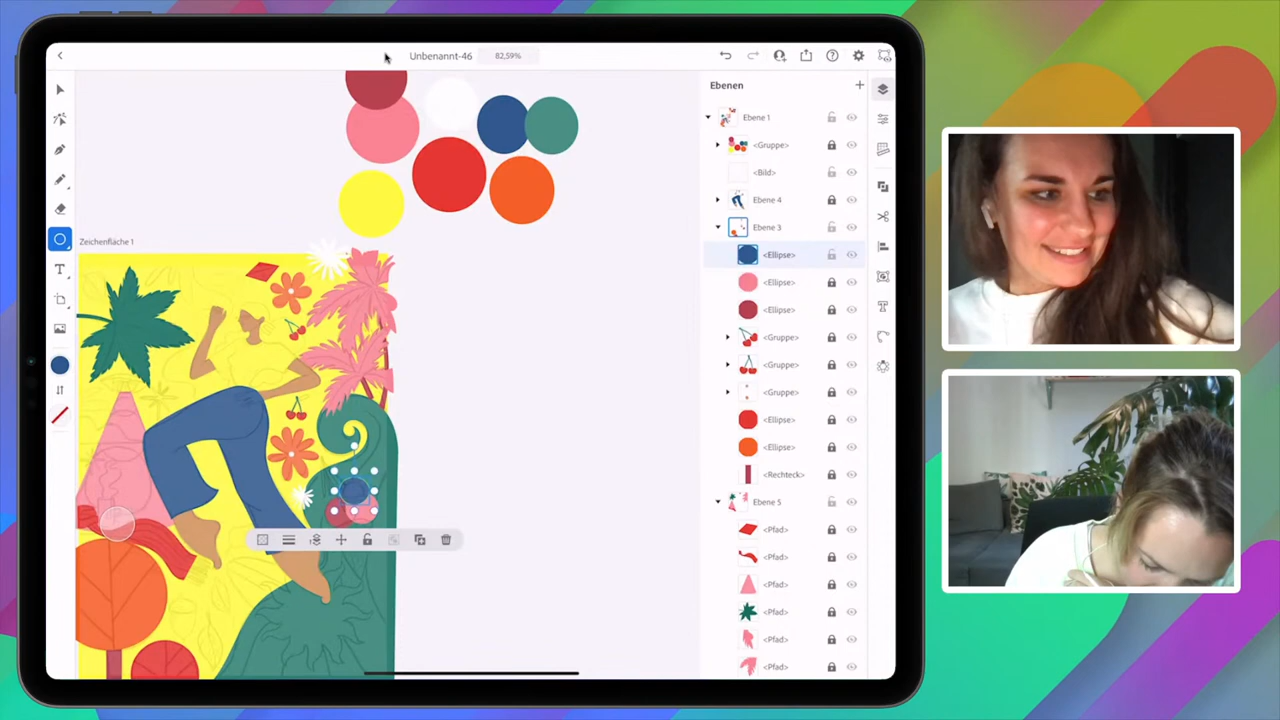 Unbenannt-46
82,59%
Ebenen
Ebene 1
<Gruppe>
<Bild>
Ebene 4
Zeichenfläche 1
Ebene 3
<Ellipse>
<Ellipse>
<Ellipse>
<Gruppe>
<Gruppe>
<Gruppe>
<Ellipse>
<Ellipse>
<Rechteck>
Ebene 5
<Pfad>
<Pfad>
<Pfad>
<Pfad>
<Pfad>
<Pfad>
T